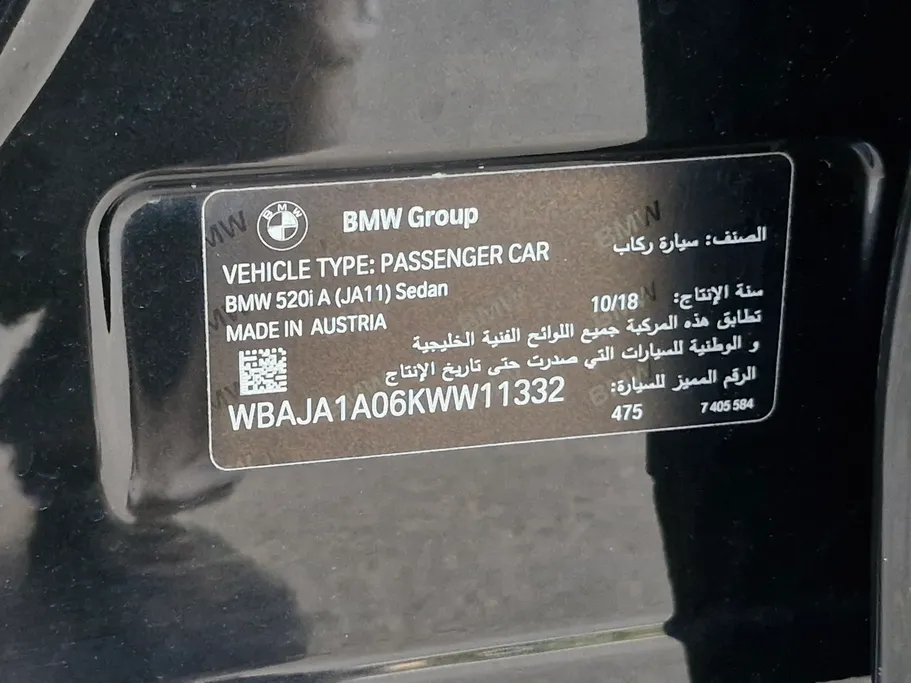 BMW Group
VEHICLE TYPE: PASSENGER CAR
الصنف: سيارة ركاب
BMW 520i A (JA11) Sedan
سنة الإنتاج: 10/18
MADE IN AUSTRIA
تطابق هذه المركبة جميع اللوائح الفنية الخليجية
و الوطنية للسيارات التي صدرت حتى تاريخ الإنتاج
الرقم المميز للسيارة:
WBAJA1A06KWW11332
475 7 405 584